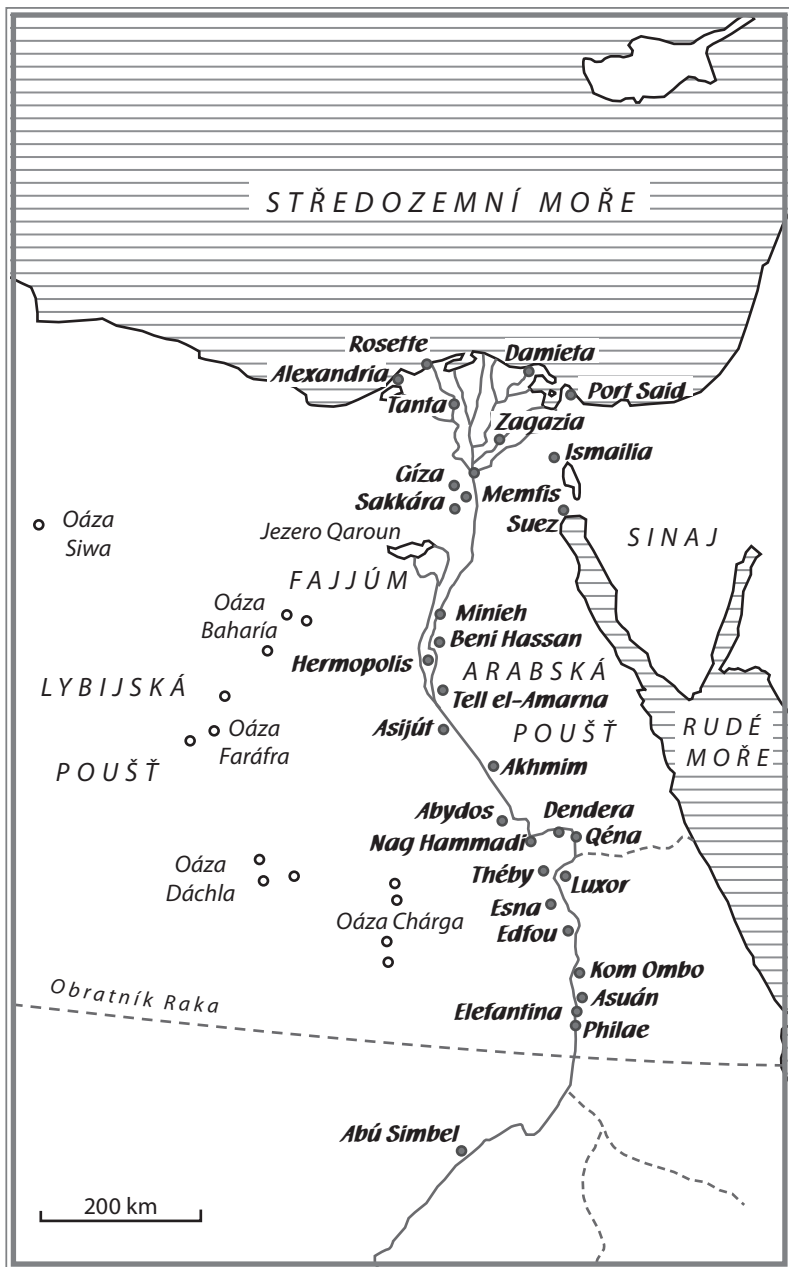 STŘEDOZEMNÍ MOŘE
Rosette
Damieta
Alexandria
Port Said
Tanta
Zagazia
Ismailia
Gíza
Memfis
Sakkára
Suez
Oáza
Siwa
Jezero Qaroun
SINAJ
FAJJÚM
Oáza
Baharía
Minieh
Beni Hassan
Hermopolis
ARABSKÁ
POUŠŤ
LYBIJSKÁ
POUŠŤ
Tell el-Amarna
Asijút
RUDÉ
MOŘE
Oáza
Faráfra
Akhmim
Abydos
Dendera
Nag Hammadi
Qéna
Oáza
Dáchla
Théby
Luxor
Oáza Chárga
Esna
Edfou
Kom Ombo
Obratník Raka
Asuán
Elefantina
Philae
Abú Simbel
200 km